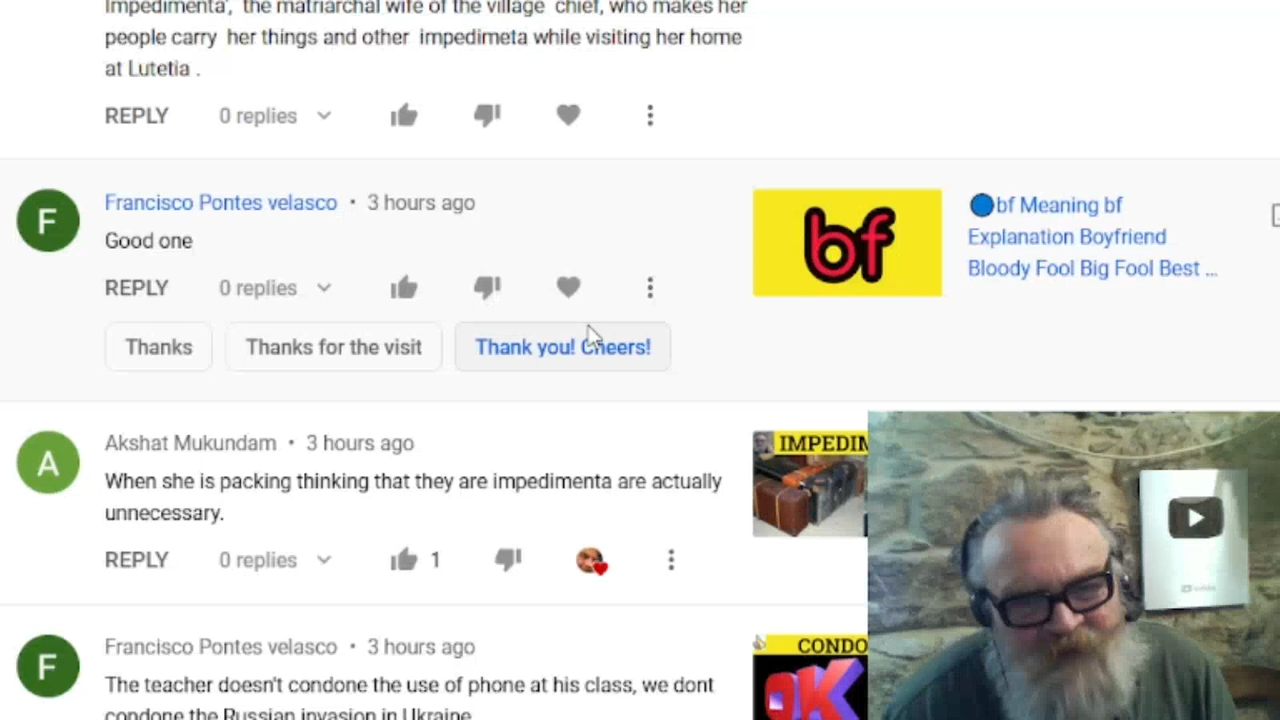 Impedimenta', the matriarchal wife of the village chief, who makes her
people carry her things and other impedimeta while visiting her home
at Lutetia .
REPLY 0 replies
F
Francisco Pontes velasco • 3 hours ago
Good one
REPLY 0 replies
Thanks Thanks for the visit Thank you! Cheers!
bf
bf Meaning bf
Explanation Boyfriend
Bloody Fool Big Fool Best ...
A
Akshat Mukundam • 3 hours ago
When she is packing thinking that they are impedimenta are actually
unnecessary.
REPLY 0 replies 1
IMPEDIM
F
Francisco Pontes velasco • 3 hours ago
The teacher doesn't condone the use of phone at his class, we dont
condone the Russian invasion in Ukraine
CONDO
OK